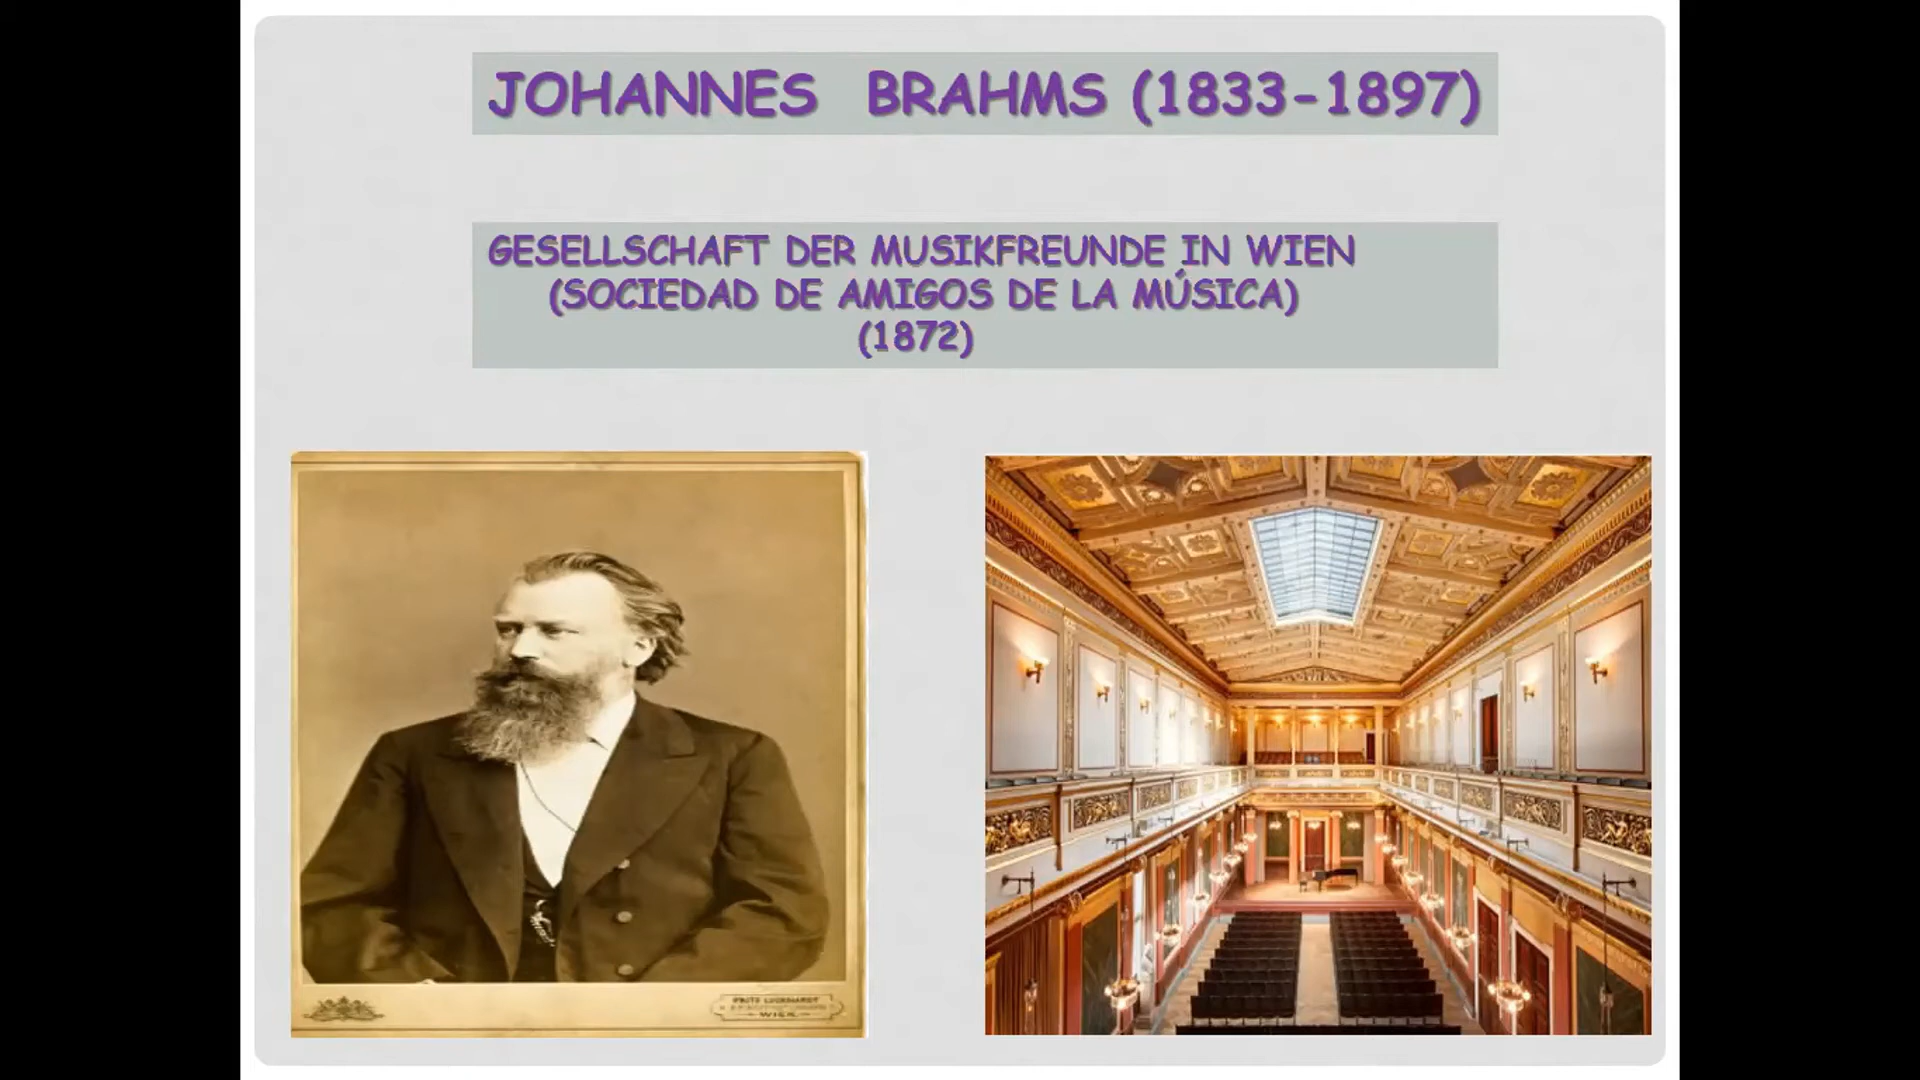 JOHANNES BRAHMS (1833-1897)
GESELLSCHAFT DER MUSIKFREUNDE IN WIEN
(SOCIEDAD DE AMIGOS DE LA MÚSICA)
(1872)
WIEN